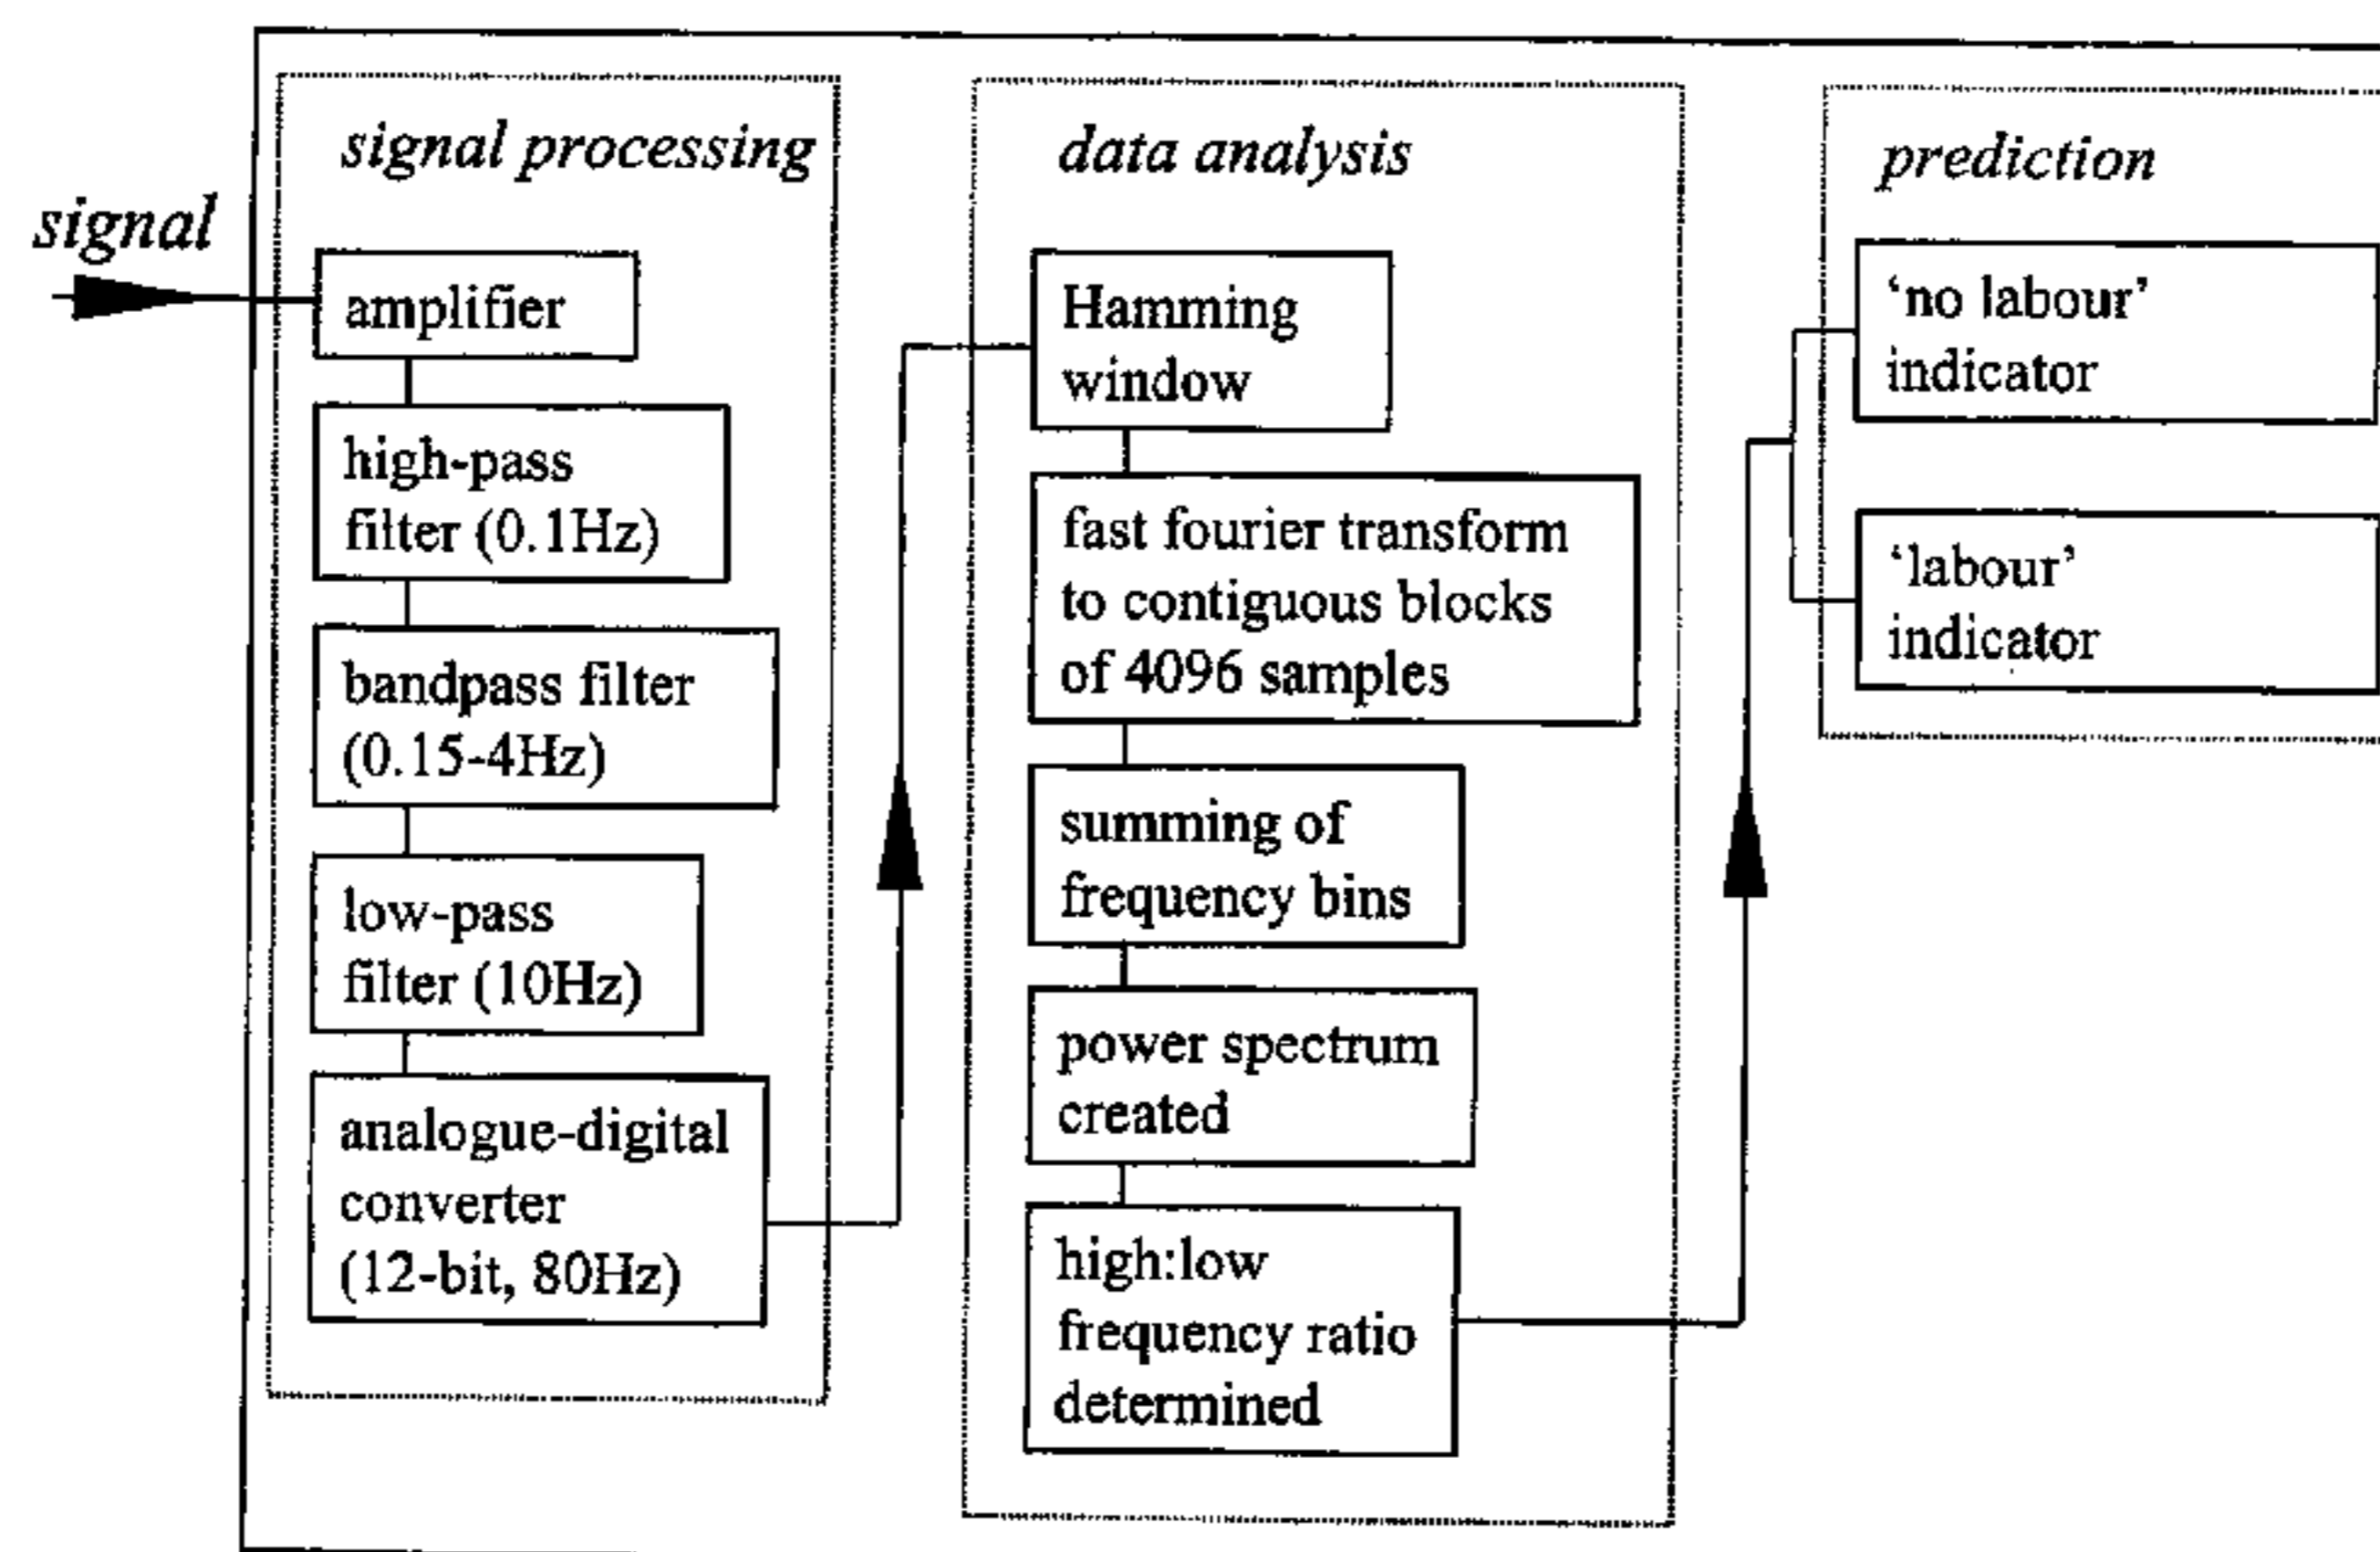 signal
signal processing
amplifier
high-pass
filter (0.1Hz)
bandpass filter
(0.15-4Hz)
low-pass
filter (10Hz)
analogue-digital
converter
(12-bit, 80Hz)
data analysis
Hamming
window
fast fourier transform
to contiguous blocks
of 4096 samples
summing of
frequency bins
power spectrum
created
high:low
frequency ratio
determined
prediction
‘no labour’
indicator
‘labour’
indicator